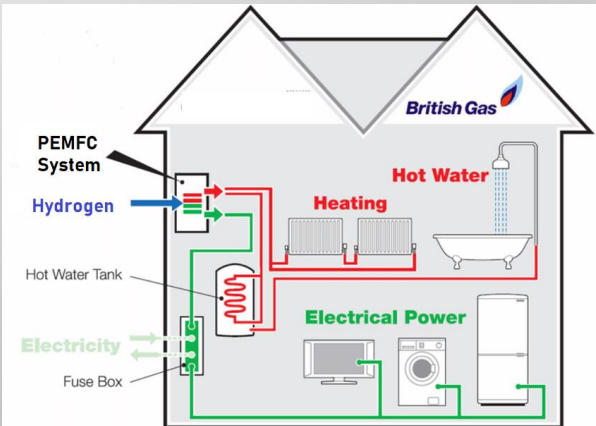 British Gas
PEMFC
System
Hydrogen
Hot Water
Heating
Hot Water Tank
Electrical Power
Electricity
Fuse Box